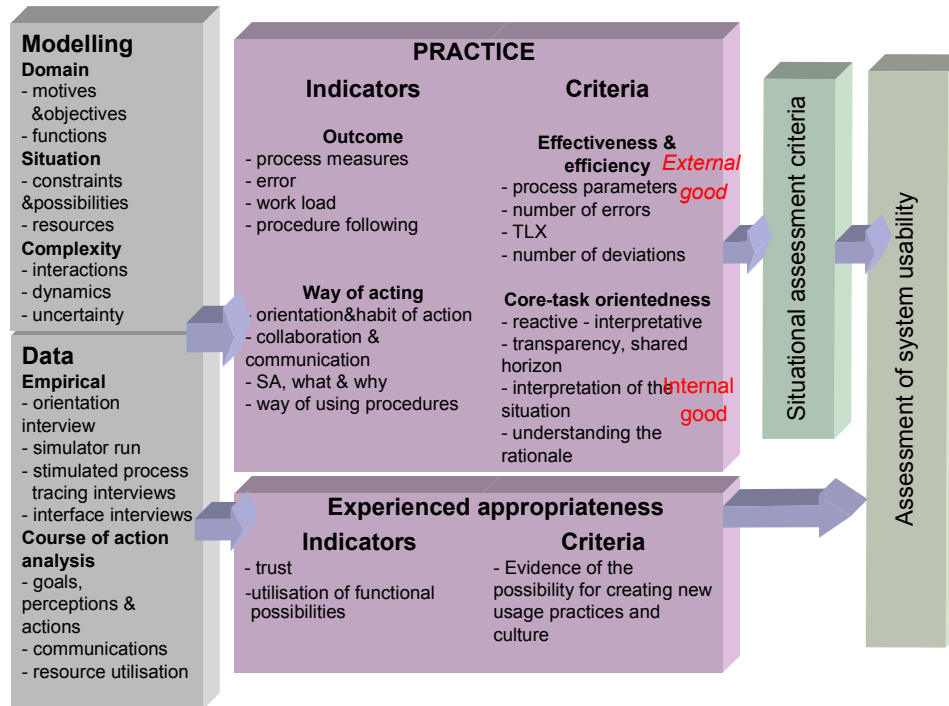 Modelling
Domain
- motives
&objectives
- functions
Situation
- constraints
&possibilities
- resources
Complexity
- interactions
- dynamics
- uncertainty
Data
Empirical
- orientation
interview
- simulator run
- stimulated process
tracing interviews
- interface interviews
Course of action
analysis
- goals,
perceptions &
actions
- communications
- resource utilisation
PRACTICE
Indicators
Outcome
- process measures
- error
- work load
- procedure following
Way of acting
- orientation&habit of action
- collaboration &
communication
- SA, what & why
- way of using procedures
Criteria
Effectiveness &
efficiency
External
good
- process parameters
- number of errors
- TLX
- number of deviations
Core-task orientedness
- reactive - interpretative
- transparency, shared
horizon
- interpretation of the
situation
Internal
good
- understanding the
rationale
Experienced appropriateness
Indicators
- trust
-utilisation of functional
possibilities
Criteria
- Evidence of the
possibility for creating new
usage practices and
culture
Situational assessment criteria
Assessment of system usability